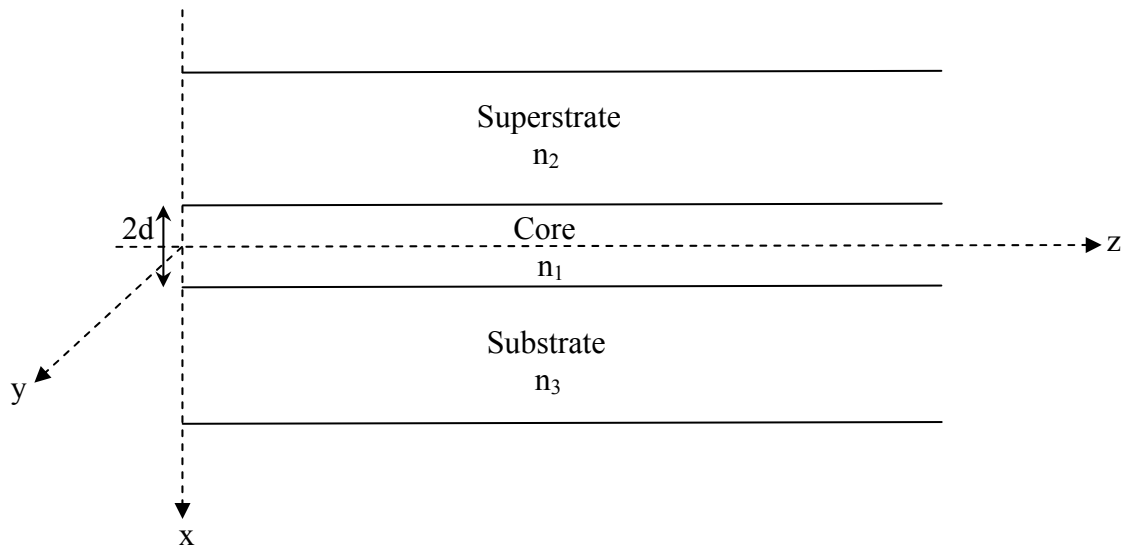 Superstrate
n₂
2d
Core
z
n₁
Substrate
y
n₃
x